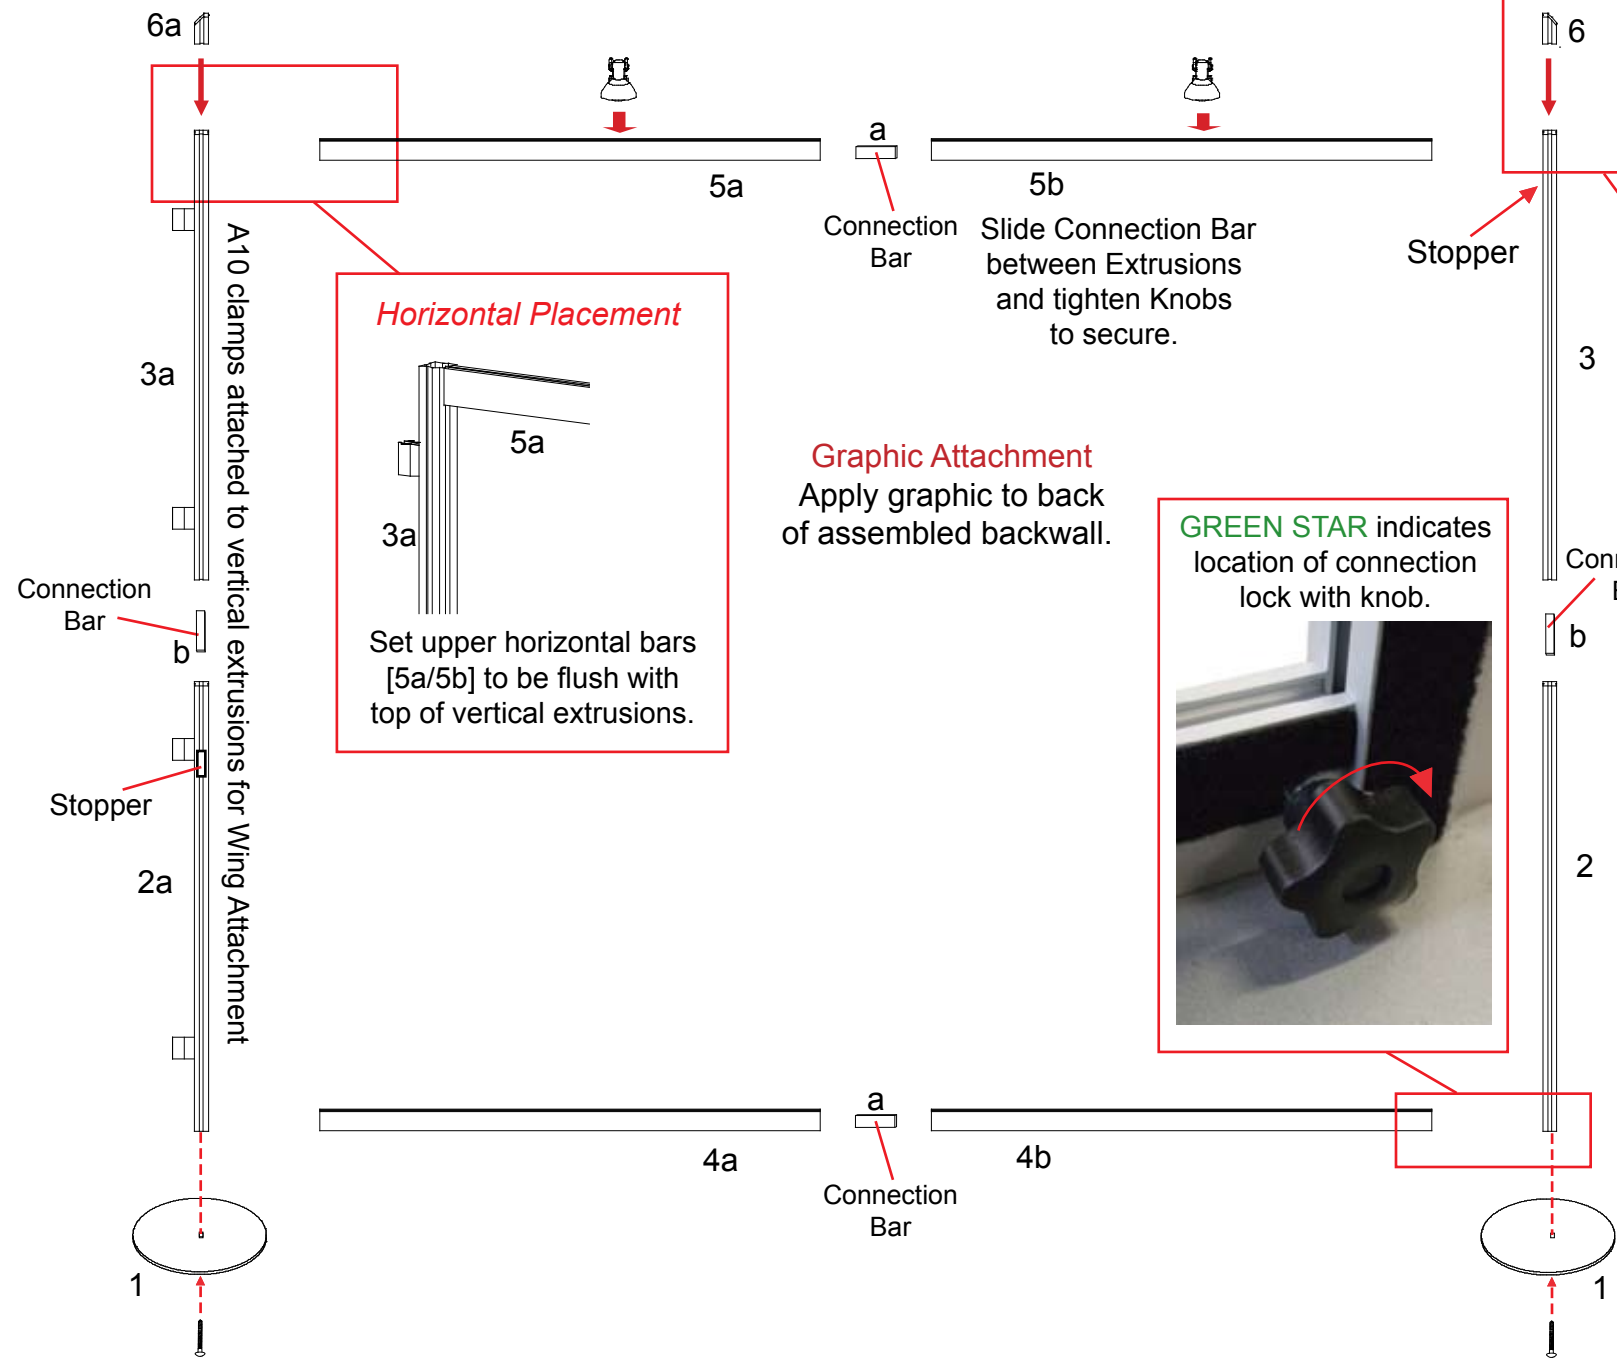 6a
6
a
5a
5b
Connection
Bar
Slide Connection Bar
between Extrusions
and tighten Knobs
to secure.
Stopper
A10 clamps attached to vertical extrusions for Wing Attachment
Horizontal Placement
5a
3a
Set upper horizontal bars
[5a/5b] to be flush with
top of vertical extrusions.
3a
3
Graphic Attachment
Apply graphic to back
of assembled backwall.
GREEN STAR indicates
location of connection
lock with knob.
Connection
Bar
b
b
Stopper
2a
2
a
4a
4b
Connection
Bar
1
1